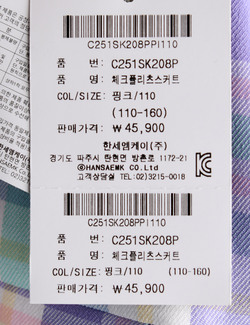 C251SK208PPI110
품 번: C251SK208P
품 명: 체크플리츠스커트
COL/SIZE: 핑크/110
(110-160)
판매가격: ₩ 45,900
한세엠케이(주)
경기도 파주시 탄현면 방촌로 1172-21
ⓗHANSAEMK CO.Ltd
고객상담실 TEL:02)3215-0018
C251SK208PPI110
품 번: C251SK208P
품 명: 체크플리츠스커트
COL/SIZE: 핑크/110 (110-160)
판매가격: ₩ 45,900